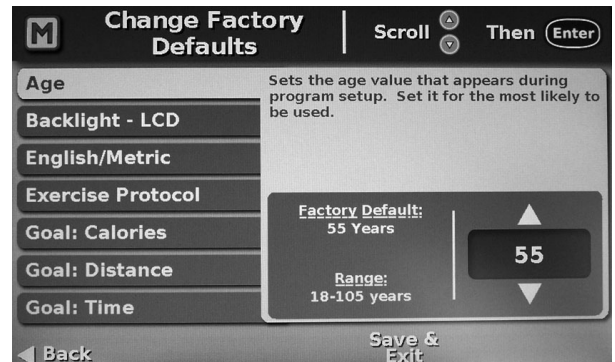 M
Change Factory
Defaults
Scroll
Then Enter
Age
Backlight - LCD
English/Metric
Exercise Protocol
Goal: Calories
Goal: Distance
Goal: Time
Sets the age value that appears during
program setup. Set it for the most likely to
be used.
Factory Default:
55 Years
Range:
18-105 years
55
Back
Save &
Exit